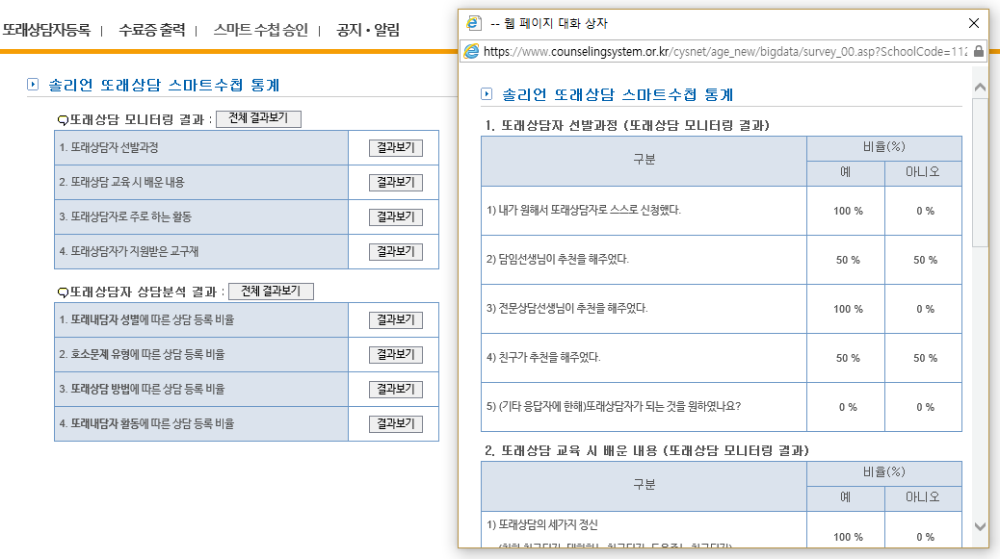 또래상담자등록 | 수료증 출력 | 스마트 수첩 승인 | 공지·알림
솔리언 또래상담 스마트수첩 통계
또래상담 모니터링 결과 : 전체 결과보기
1. 또래상담자 선발과정 결과보기
2. 또래상담 교육 시 배운 내용 결과보기
3. 또래상담자로 주로 하는 활동 결과보기
4. 또래상담자가 지원받은 교구재 결과보기
또래상담자 상담분석 결과 : 전체 결과보기
1. 또래내담자 성별에 따른 상담 등록 비율 결과보기
2. 호소문제 유형에 따른 상담 등록 비율 결과보기
3. 또래상담 방법에 따른 상담 등록 비율 결과보기
4. 또래내담자 활동에 따른 상담 등록 비율 결과보기
-- 웹 페이지 대화 상자
https://www.counselingsystem.or.kr/cysnet/age_new/bigdata/survey_00.asp?SchoolCode=112
솔리언 또래상담 스마트수첩 통계
1. 또래상담자 선발과정 (또래상담 모니터링 결과)
구분 비율(%)
예 아니오
1) 내가 원해서 또래상담자로 스스로 신청했다. 100 % 0 %
2) 담임선생님이 추천을 해주었다. 50 % 50 %
3) 전문상담선생님이 추천을 해주었다. 100 % 0 %
4) 친구가 추천을 해주었다. 50 % 50 %
5) (기타 응답자에 한해)또래상담자가 되는 것을 원하였나요? 0 % 0 %
2. 또래상담 교육 시 배운 내용 (또래상담 모니터링 결과)
구분 비율(%)
예 아니오
1) 또래상담의 세가지 정신
100 % 0 %